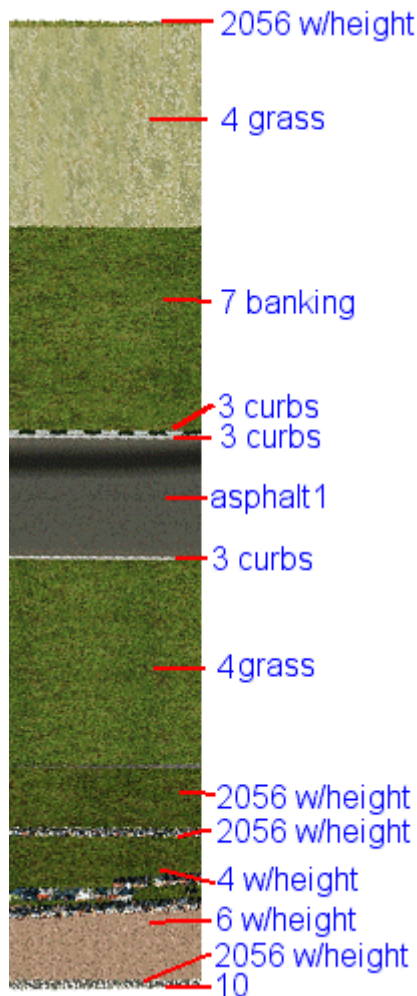 2056 w/height
4 grass
7 banking
3 curbs
3 curbs
asphalt1
3 curbs
4grass
2056 w/height
2056 w/height
4 w/height
6 w/height
2056 w/height
10